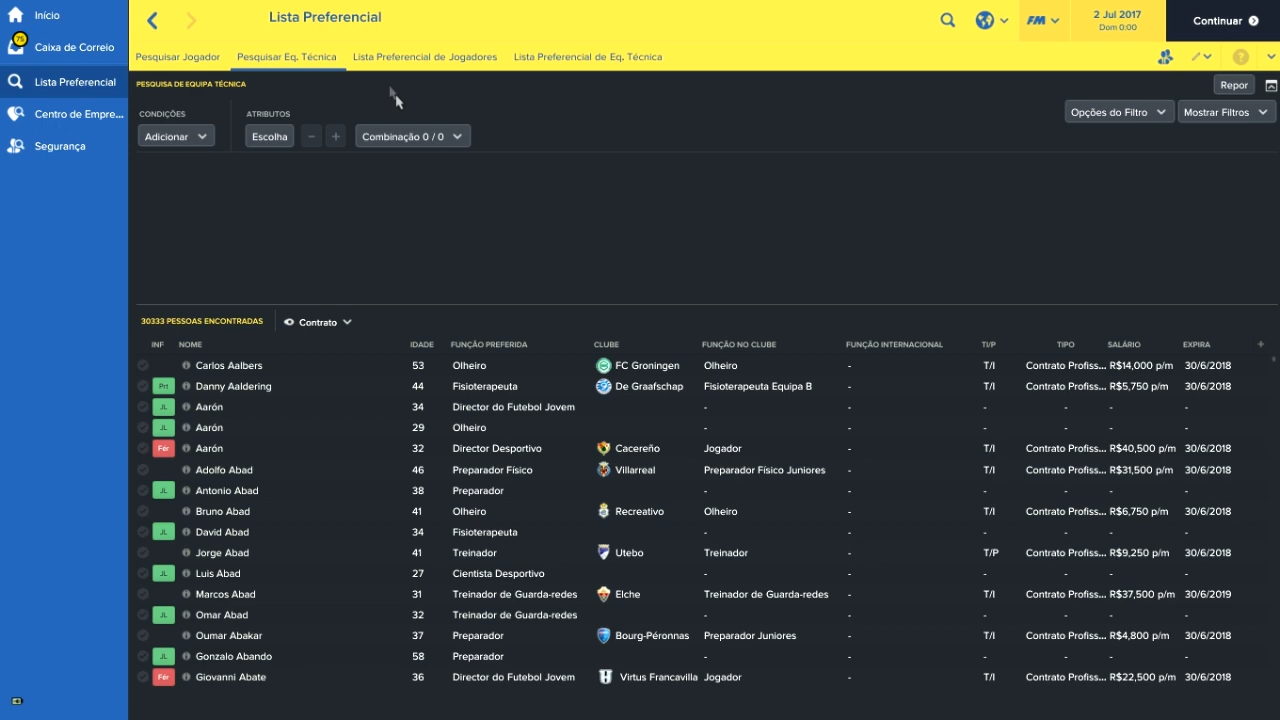 Início
Caixa de Correio
75
Lista Preferencial
Centro de Empre...
Segurança
Lista Preferencial
FM
2 Jul 2017
Dom 0:00
Continuar
Pesquisar Jogador Pesquisar Eq. Técnica Lista Preferencial de Jogadores Lista Preferencial de Eq. Técnica
?
PESQUISA DE EQUIPA TÉCNICA
Repor
CONDIÇÕES ATRIBUTOS
Opções do Filtro Mostrar Filtros
Adicionar Escolha - + Combinação 0 / 0
30333 PESSOAS ENCONTRADAS Contrato
INF NOME IDADE FUNÇÃO PREFERIDA CLUBE FUNÇÃO NO CLUBE FUNÇÃO INTERNACIONAL TI/P TIPO SALÁRIO EXPIRA +
Carlos Aalbers 53 Olheiro FC Groningen Olheiro - T/I Contrato Profiss... R$14,000 p/m 30/6/2018
Prt Danny Aaldering 44 Fisioterapeuta De Graafschap Fisioterapeuta Equipa B - T/I Contrato Profiss... R$5,750 p/m 30/6/2018
JL Aarón 34 Director do Futebol Jovem - - - - - -
JL Aarón 29 Olheiro - - - - - -
Fér Aarón 32 Director Desportivo Cacereño Jogador - T/I Contrato Profiss... R$40,500 p/m 30/6/2018
Adolfo Abad 46 Preparador Físico Villarreal Preparador Físico Juniores - T/I Contrato Profiss... R$31,500 p/m 30/6/2018
JL Antonio Abad 38 Preparador - - - - - -
Bruno Abad 41 Olheiro Recreativo Olheiro - T/I Contrato Profiss... R$6,750 p/m 30/6/2018
JL David Abad 34 Fisioterapeuta - - - - - -
Jorge Abad 41 Treinador Utebo Treinador - T/P Contrato Profiss... R$9,250 p/m 30/6/2018
JL Luis Abad 27 Cientista Desportivo - - - - - -
Marcos Abad 31 Treinador de Guarda-redes Elche Treinador de Guarda-redes - T/I Contrato Profiss... R$37,500 p/m 30/6/2019
JL Omar Abad 32 Treinador de Guarda-redes - - - - - -
Oumar Abakar 37 Preparador Bourg-Péronnas Preparador Juniores - T/I Contrato Profiss... R$4,800 p/m 30/6/2018
JL Gonzalo Abando 58 Preparador - - - - - -
Fér Giovanni Abate 36 Director do Futebol Jovem Virtus Francavilla Jogador - T/I Contrato Profiss... R$22,500 p/m 30/6/2018